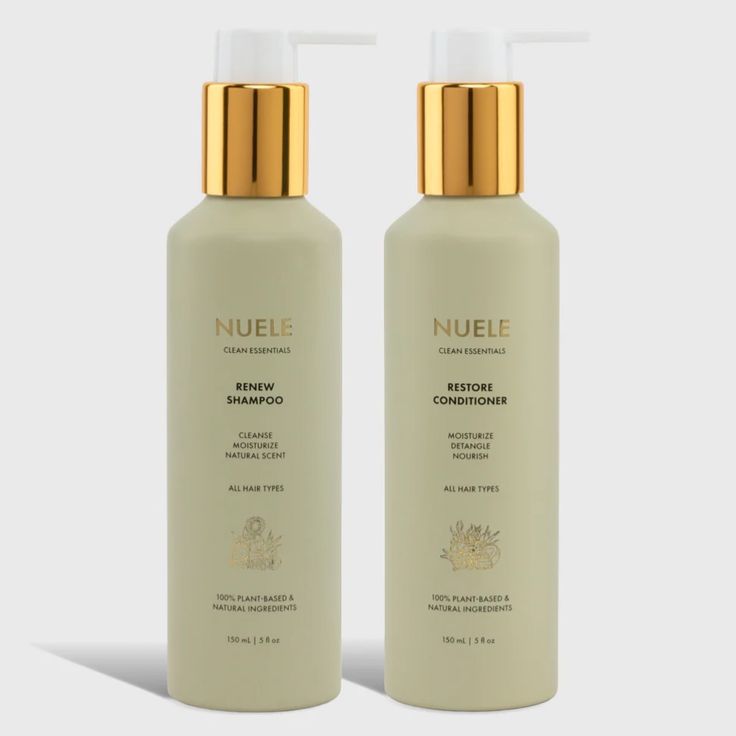 NUELE
CLEAN ESSENTIALS
RENEW
SHAMPOO
CLEANSE
MOISTURIZE
NATURAL SCENT
ALL HAIR TYPES
100% PLANT-BASED &
NATURAL INGREDIENTS
150 mL | 5 fl oz
NUELE
CLEAN ESSENTIALS
RESTORE
CONDITIONER
MOISTURIZE
DETANGLE
NOURISH
ALL HAIR TYPES
100% PLANT-BASED &
NATURAL INGREDIENTS
150 mL | 5 fl oz